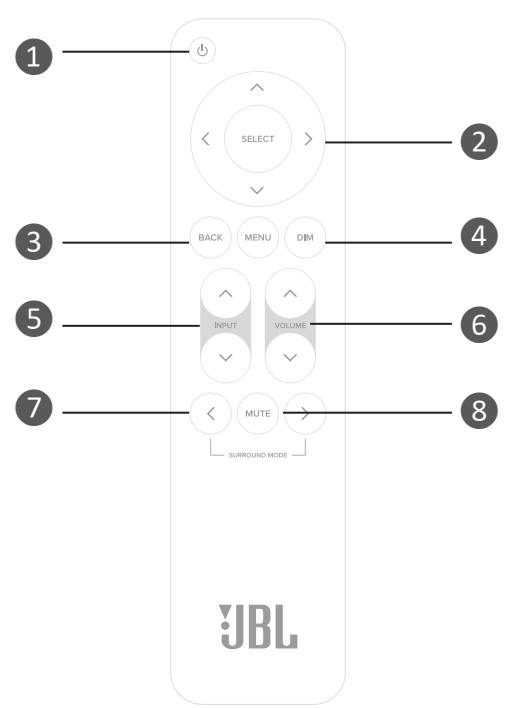 1
SELECT
2
BACK MENU DIM
3
4
INPUT VOLUME
5
6
7
MUTE
8
SURROUND MODE
JBL